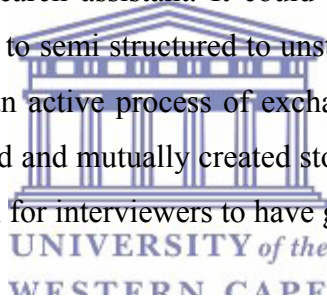 search assistant. It could
to semi structured to unst
n active process of excha
d and mutually created sto
for interviewers to have g
UNIVERSITY of the
WESTERN CAPE